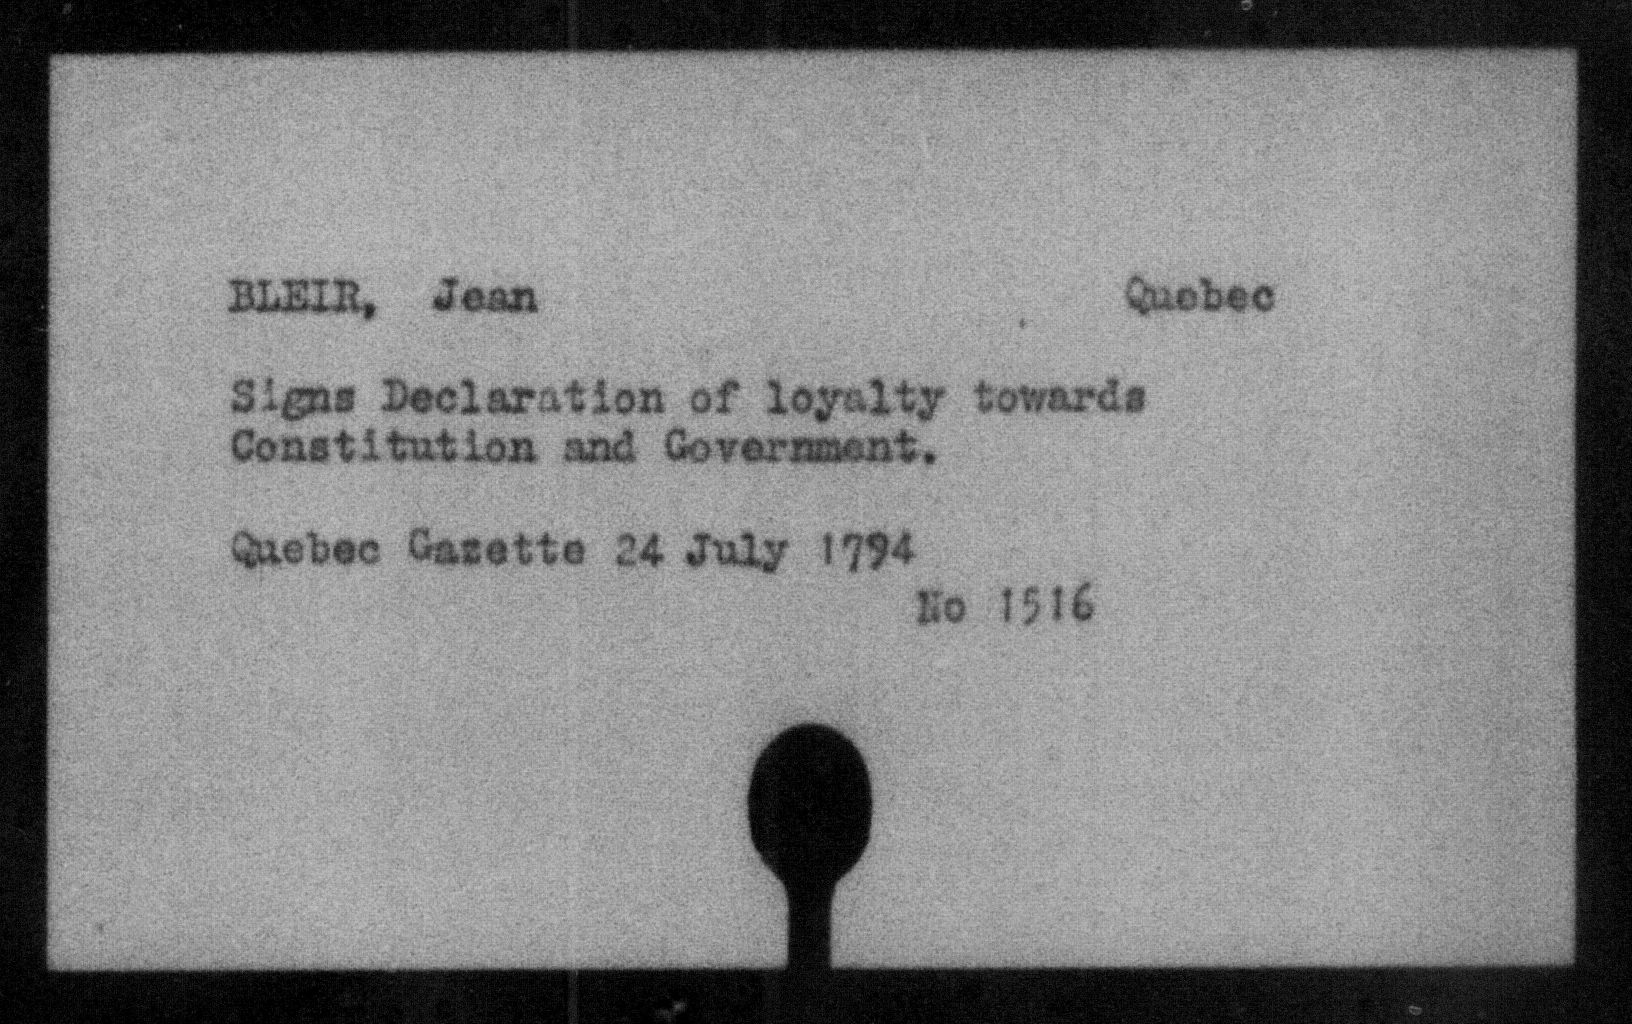 BLEIR, Jean Quebec
Signs Declaration of loyalty towards
Constitution and Government.
Quebec Gazette 24 July 1794
No 1516